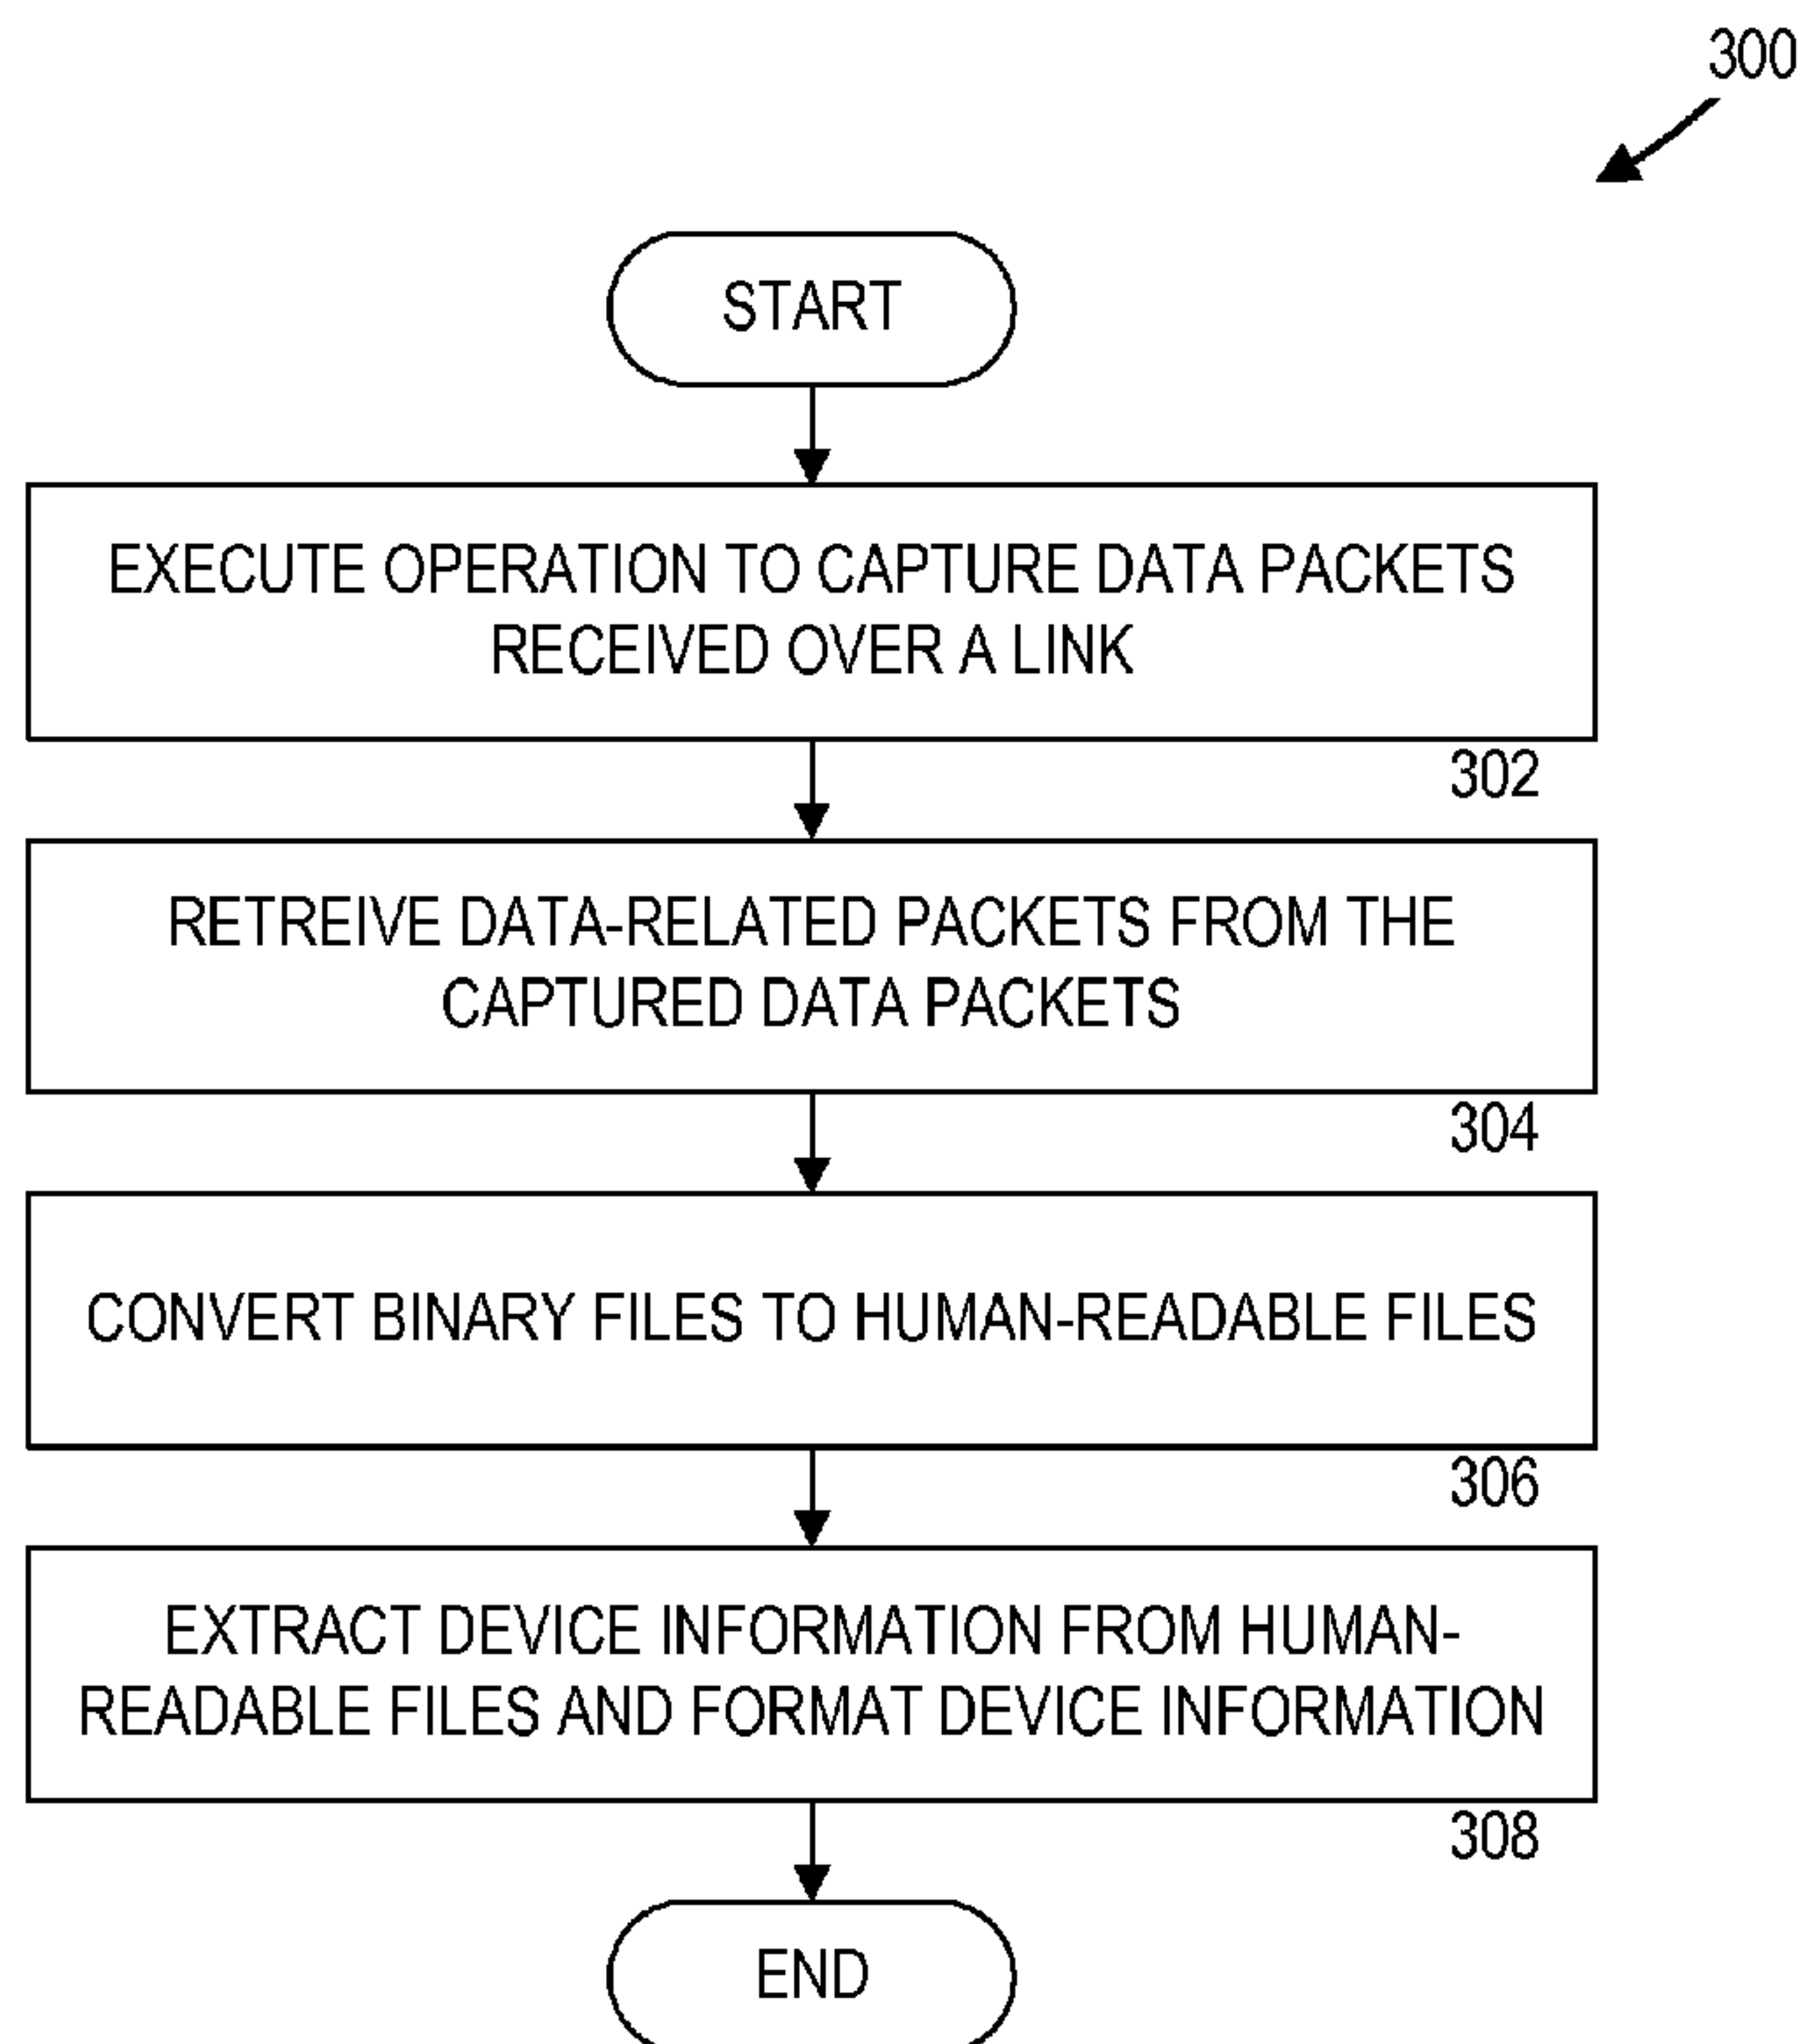 300
START
EXECUTE OPERATION TO CAPTURE DATA PACKETS
RECEIVED OVER A LINK
302
RETREIVE DATA-RELATED PACKETS FROM THE
CAPTURED DATA PACKETS
304
CONVERT BINARY FILES TO HUMAN-READABLE FILES
306
EXTRACT DEVICE INFORMATION FROM HUMAN-
READABLE FILES AND FORMAT DEVICE INFORMATION
308
END